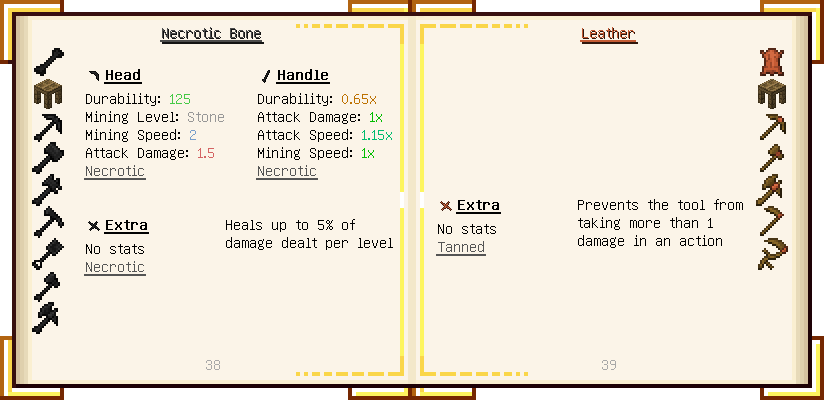 Necrotic Bone
Head
Durability: 125
Mining Level: Stone
Mining Speed: 2
Attack Damage: 1.5
Necrotic
Handle
Durability: 0.65x
Attack Damage: 1x
Attack Speed: 1.15x
Mining Speed: 1x
Necrotic
Extra
No stats
Necrotic
Heals up to 5% of
damage dealt per level
38
Leather
Extra
No stats
Tanned
Prevents the tool from
taking more than 1
damage in an action
39